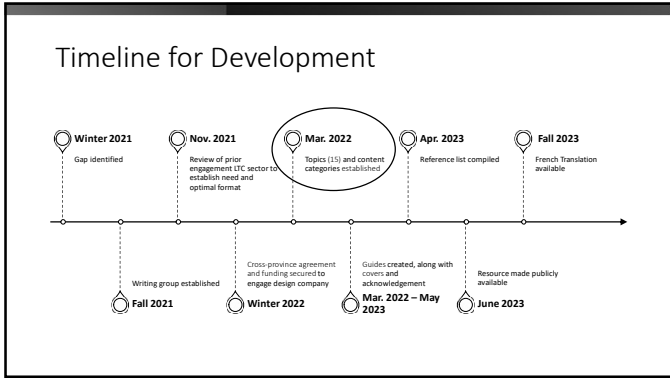 Timeline for Development
Winter 2021
Gap identified
Nov. 2021
Review of prior
engagement LTC sector to
establish need and
optimal format
Mar. 2022
Topics (15) and content
categories established
Apr. 2023
Reference list compiled
Fall 2023
French Translation
available
Writing group established
Fall 2021
Cross-province agreement
and funding secured to
engage design company
Winter 2022
Guides created, along with
covers and
acknowledgement
Mar. 2022 – May
2023
Resource made publicly
available
June 2023